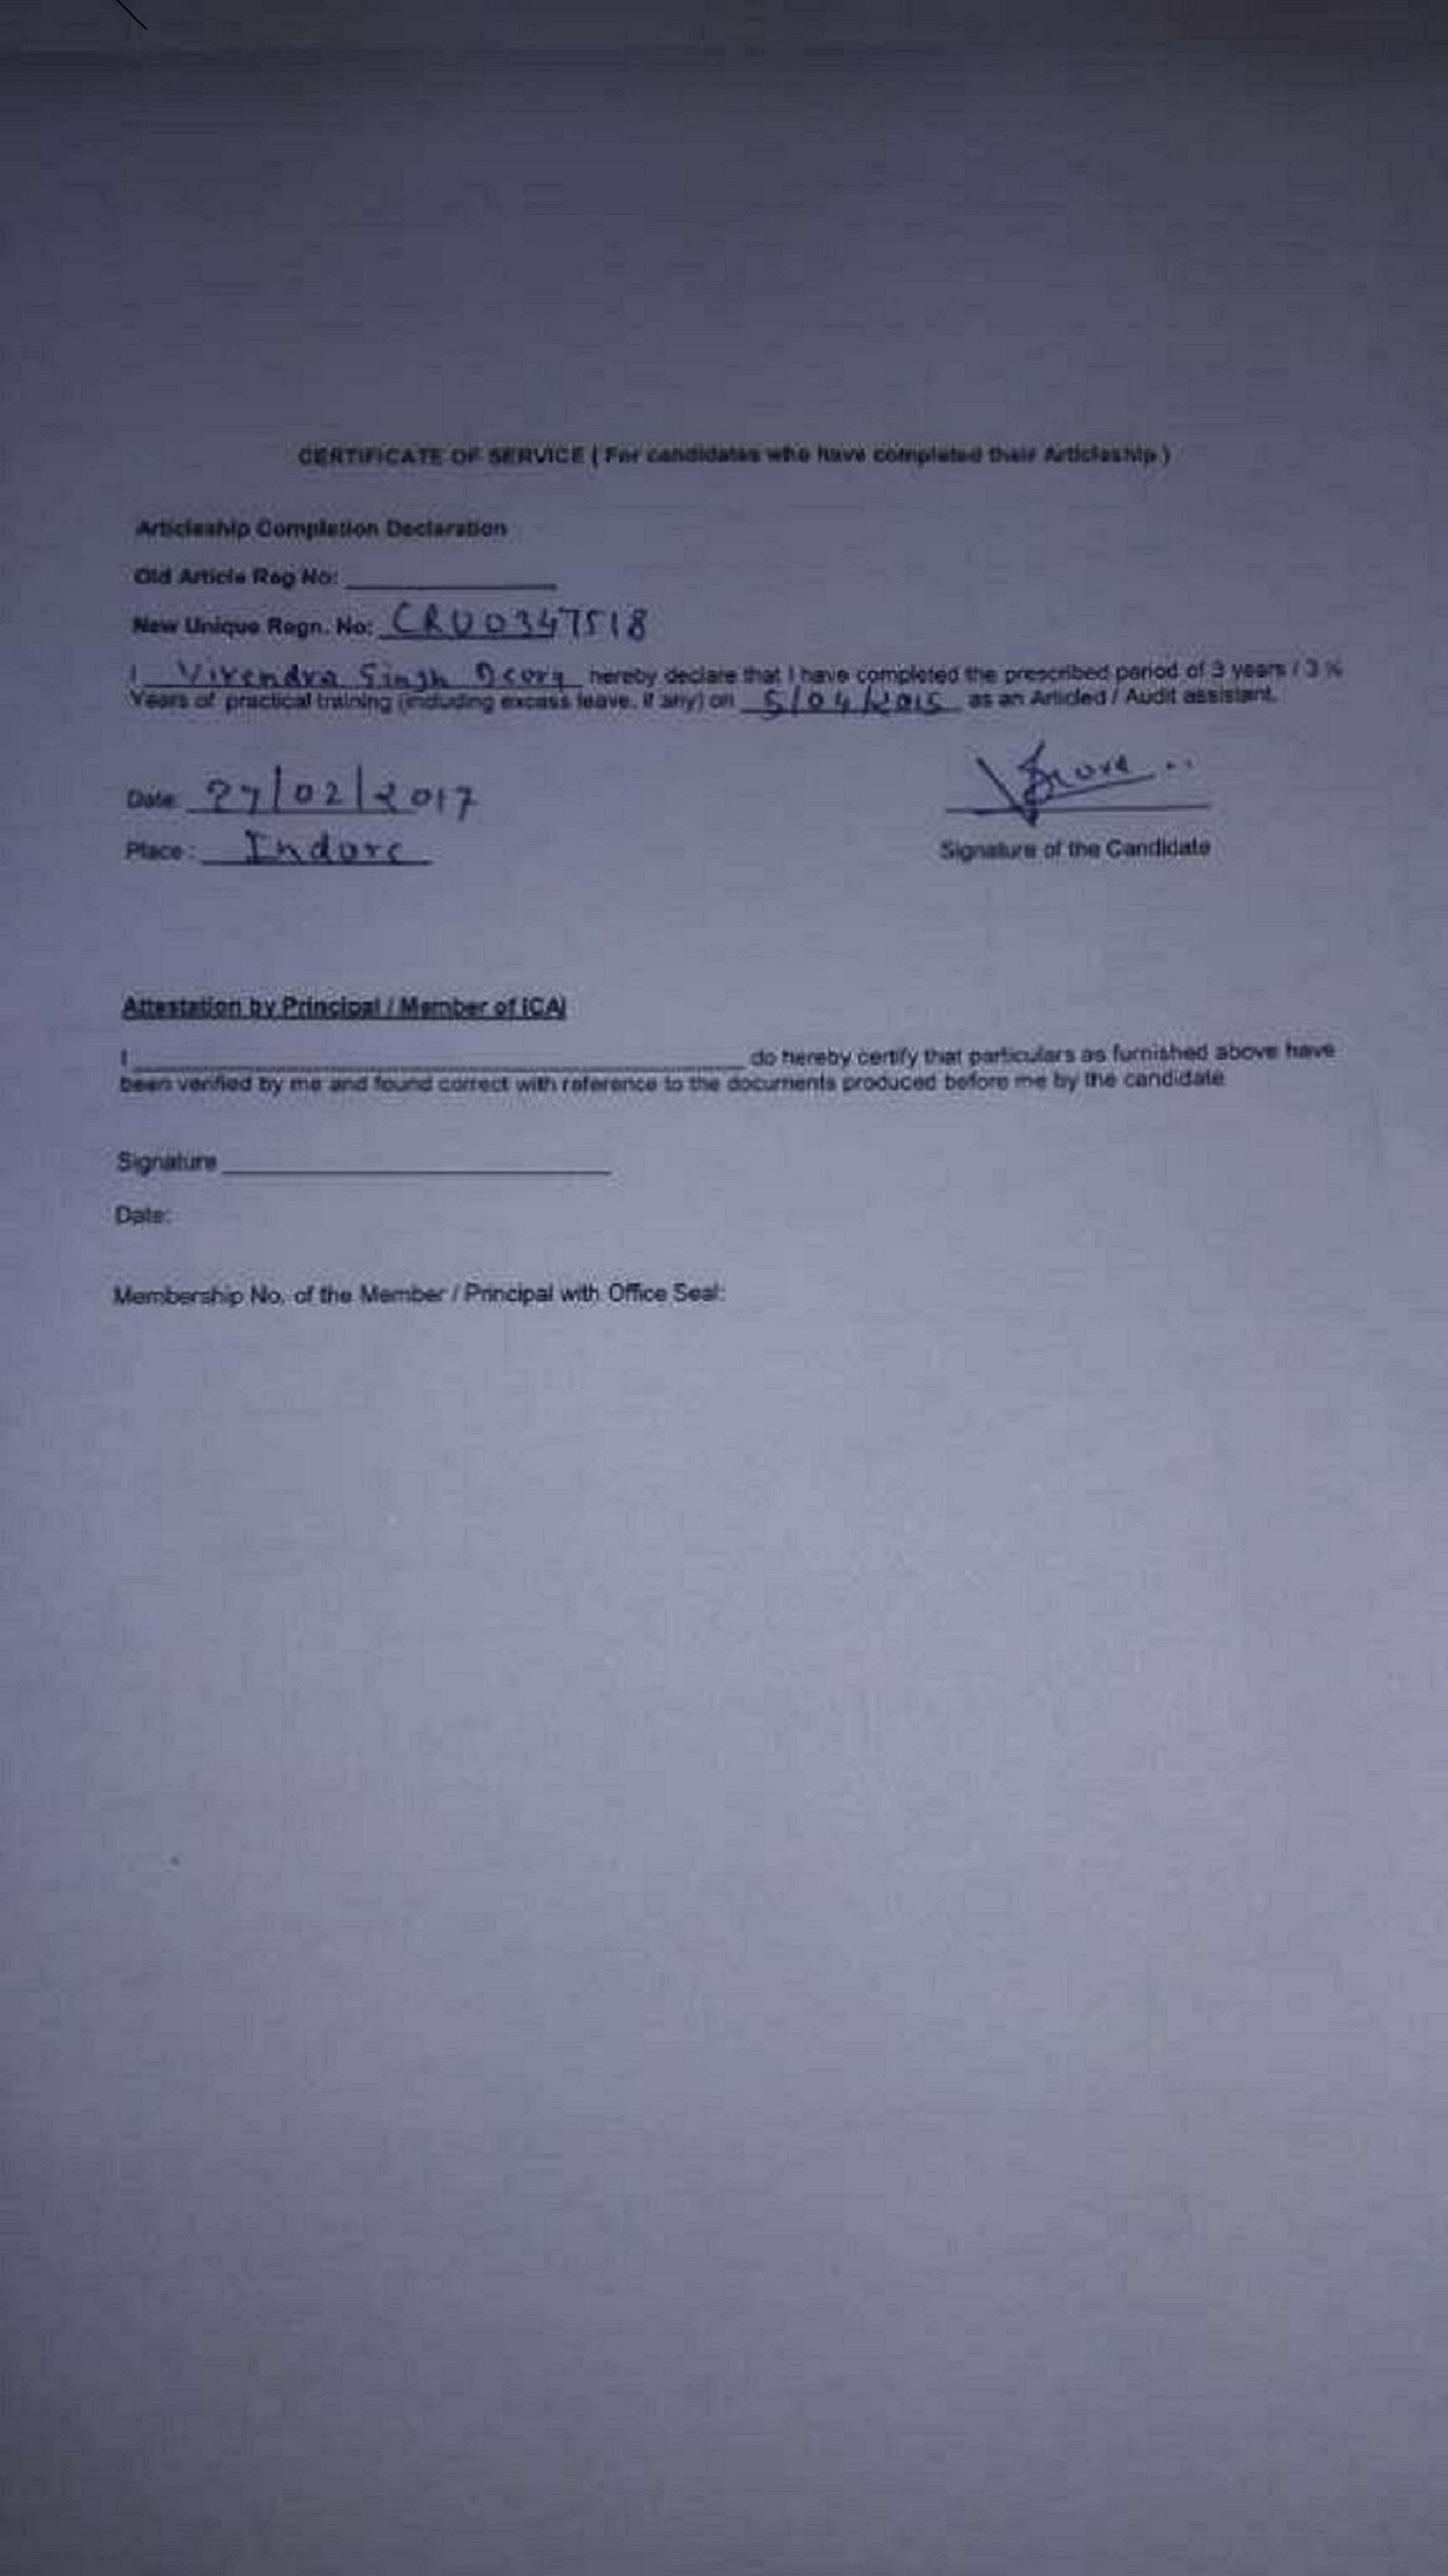 CERTIFICATE OF SERVICE ( For candidates who have completed their Articleship )
Articleship Completion Declaration
Old Article Reg No: ____________
New Unique Regn. No: CRO0347518
I Virendra Singh hereby declare that I have completed the prescribed period of 3 years / 3 ½
Years of practical training (including excess leave, if any) on 5/04/2015 as an Articled / Audit assistant.
Date: 27/02/2017
Place : Indore
Signature of the Candidate
Attestation by Principal / Member of ICAI
I ____________ do hereby certify that particulars as furnished above have
been verified by me and found correct with reference to the documents produced before me by the candidate
Signature ____________
Date:
Membership No. of the Member / Principal with Office Seal: